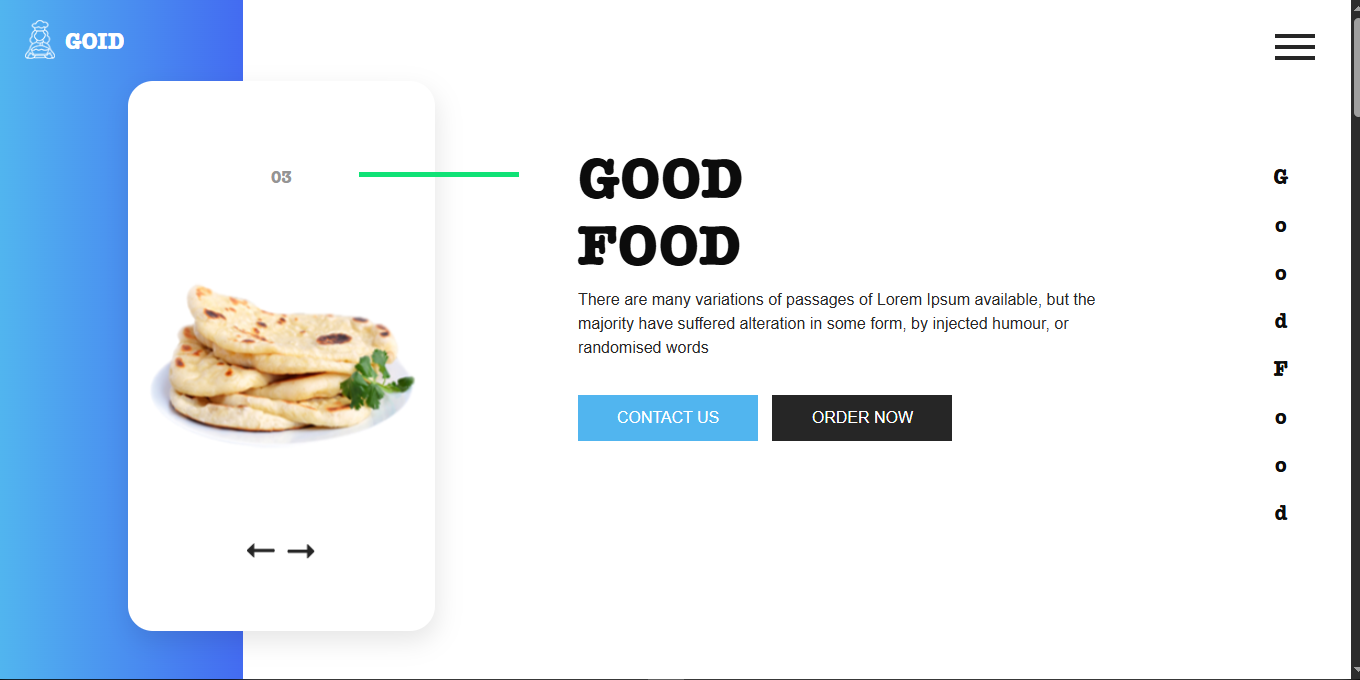 GOID
03
GOOD
FOOD
There are many variations of passages of Lorem Ipsum available, but the
majority have suffered alteration in some form, by injected humour, or
randomised words
CONTACT US
ORDER NOW
G
o
o
d
F
o
o
d